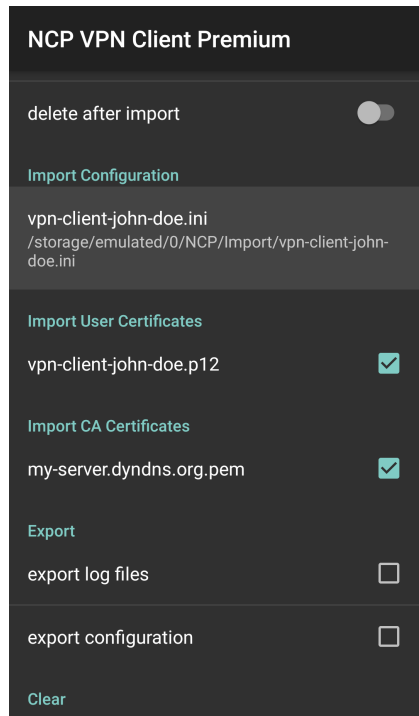 NCP VPN Client Premium
delete after import
Import Configuration
vpn-client-john-doe.ini
/storage/emulated/0/NCP/Import/vpn-client-john-
doe.ini
Import User Certificates
vpn-client-john-doe.p12
Import CA Certificates
my-server.dyndns.org.pem
Export
export log files
export configuration
Clear